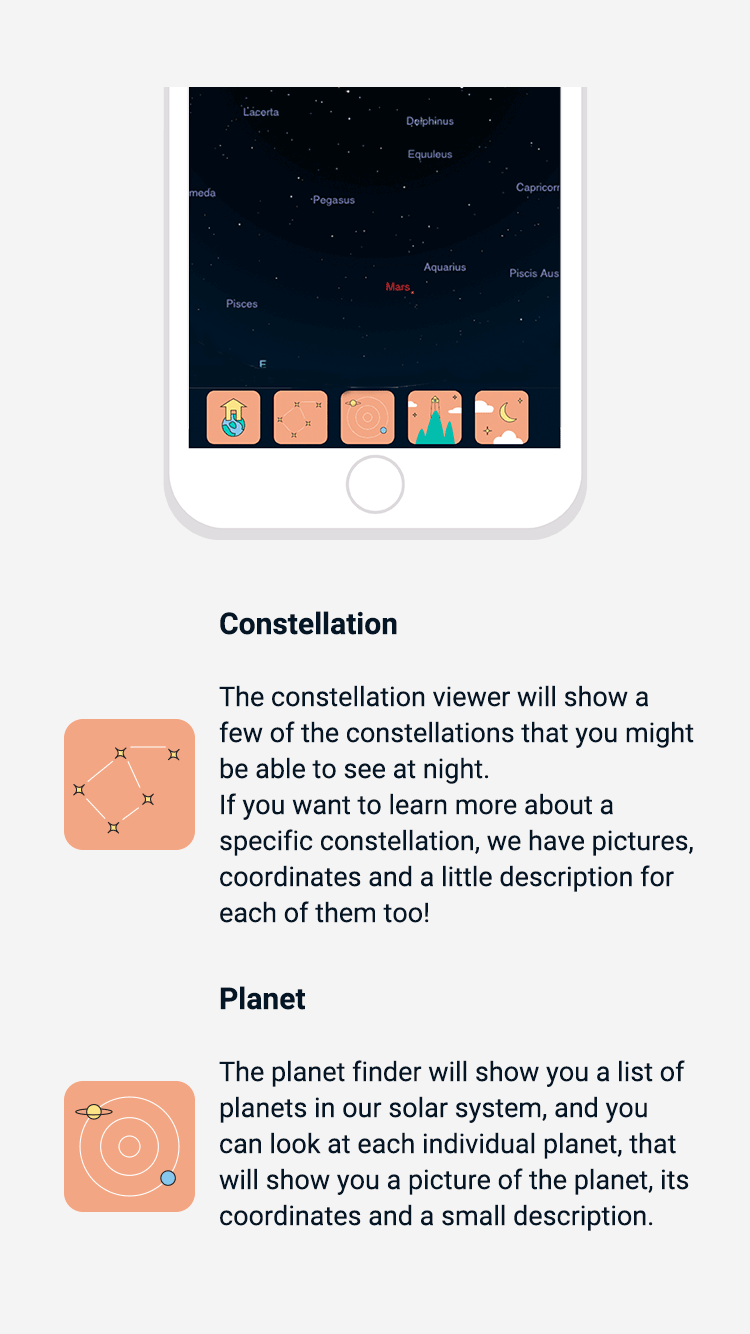 Lacerta
Delphinus
Equuleus
meda
Capricorn
Pegasus
Aquarius
Piscis Aus
Mars
Pisces
E
Constellation
The constellation viewer will show a
few of the constellations that you might
be able to see at night.
If you want to learn more about a
specific constellation, we have pictures,
coordinates and a little description for
each of them too!
Planet
The planet finder will show you a list of
planets in our solar system, and you
can look at each individual planet, that
will show you a picture of the planet, its
coordinates and a small description.